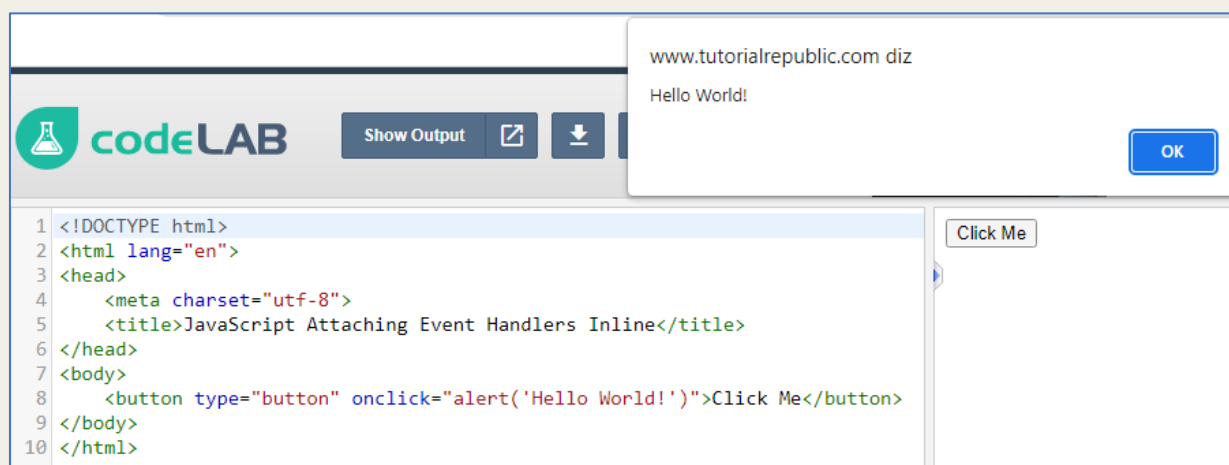 www.tutorialrepublic.com diz
Hello World!
OK
codeLAB
Show Output
1 <!DOCTYPE html>
2 <html lang="en">
3 <head>
4     <meta charset="utf-8">
5     <title>JavaScript Attaching Event Handlers Inline</title>
6 </head>
7 <body>
8     <button type="button" onclick="alert('Hello World!')">Click Me</button>
9 </body>
10 </html>
Click Me